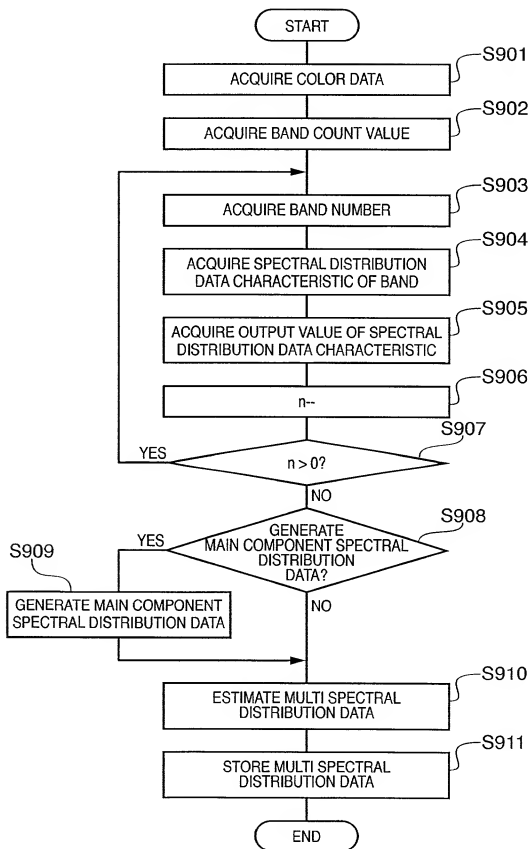 START
S901
ACQUIRE COLOR DATA
S902
ACQUIRE BAND COUNT VALUE
S903
ACQUIRE BAND NUMBER
S904
ACQUIRE SPECTRAL DISTRIBUTION
DATA CHARACTERISTIC OF BAND
S905
ACQUIRE OUTPUT VALUE OF SPECTRAL
DISTRIBUTION DATA CHARACTERISTIC
S906
n--
S907
YES
n > 0?
NO
S908
YES
GENERATE
MAIN COMPONENT SPECTRAL
DISTRIBUTION
DATA?
NO
S909
GENERATE MAIN COMPONENT
SPECTRAL DISTRIBUTION DATA
S910
ESTIMATE MULTI SPECTRAL
DISTRIBUTION DATA
S911
STORE MULTI SPECTRAL
DISTRIBUTION DATA
END